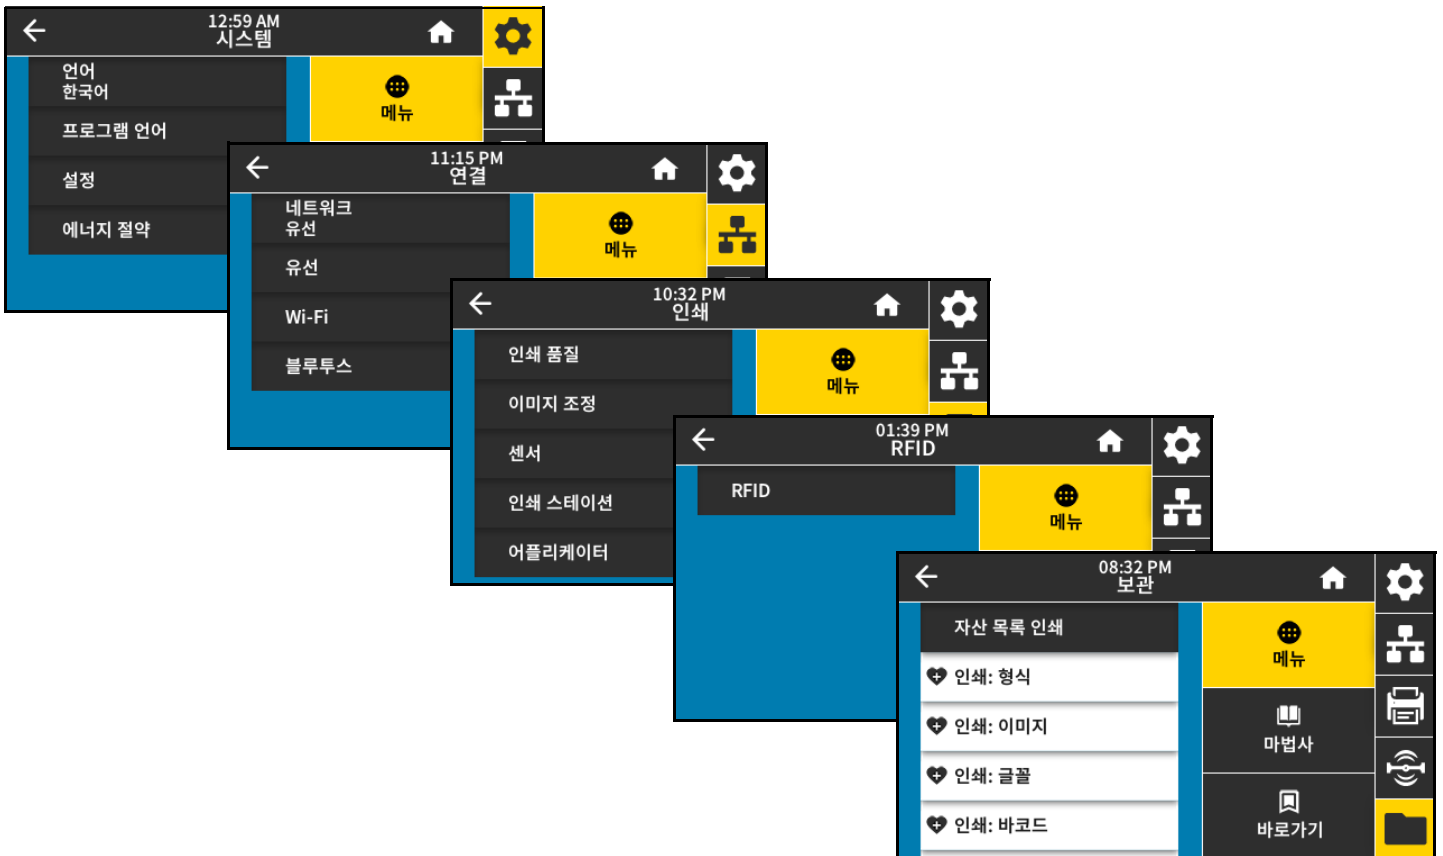 12:59 AM
시스템
언어
한국어
프로그램 언어
설정
에너지 절약
메뉴
11:15 PM
연결
네트워크
유선
유선
Wi-Fi
블루투스
메뉴
10:32 PM
인쇄
인쇄 품질
이미지 조정
센서
인쇄 스테이션
어플리케이터
메뉴
01:39 PM
RFID
RFID
메뉴
08:32 PM
보관
자산 목록 인쇄
인쇄: 형식
인쇄: 이미지
인쇄: 글꼴
인쇄: 바코드
메뉴
마법사
바로가기